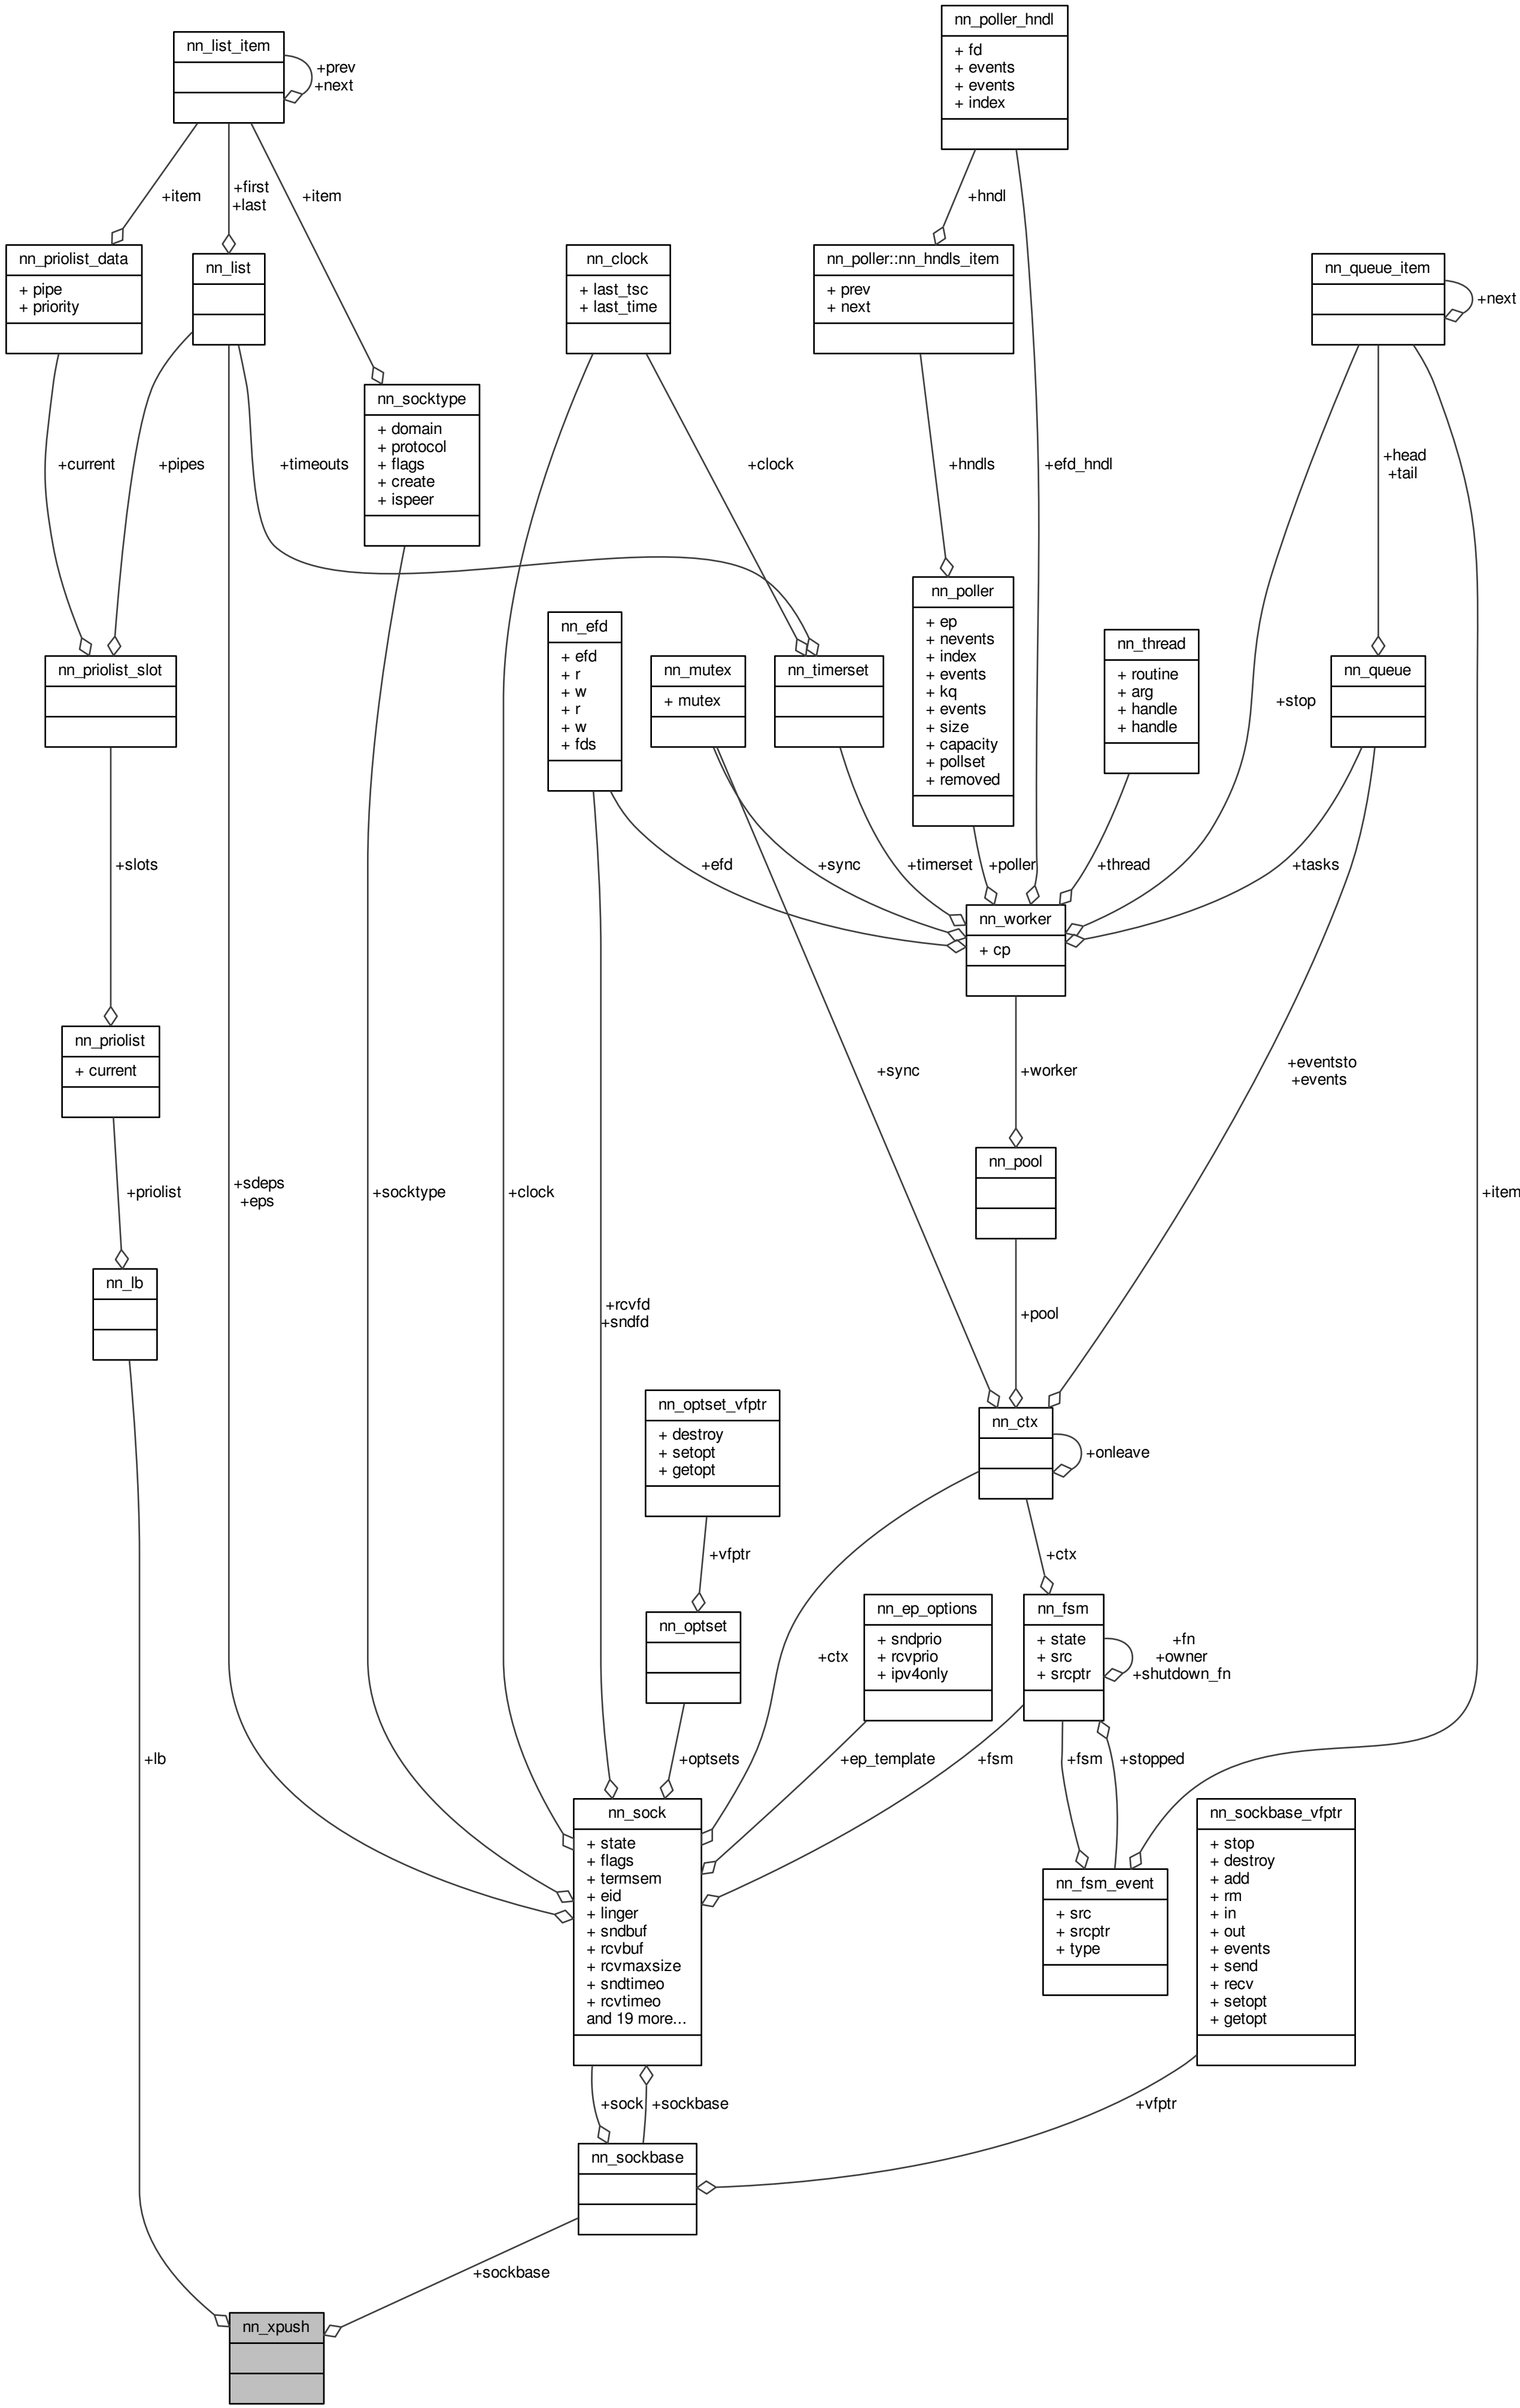 nn_poller_hndl
+ fd
+ events
+ events
+ index
nn_list_item
+prev
+next
+item
+first
+last
+item
+hndl
nn_priolist_data
+ pipe
+ priority
nn_list
nn_clock
+ last_tsc
+ last_time
nn_poller::nn_hndls_item
+ prev
+ next
nn_queue_item
+next
nn_socktype
+ domain
+ protocol
+ flags
+ create
+ ispeer
+current
+pipes
+timeouts
+clock
+hndls
+efd_hndl
+head
+tail
nn_poller
+ ep
+ nevents
+ index
+ events
+ kq
+ events
+ size
+ capacity
+ pollset
+ removed
nn_efd
+ efd
+ r
+ w
+ r
+ w
+ fds
nn_thread
+ routine
+ arg
+ handle
+ handle
nn_priolist_slot
nn_mutex
+ mutex
nn_timerset
nn_queue
+stop
+slots
+efd
+sync
+timerset
+poller
+thread
+tasks
nn_worker
+ cp
nn_priolist
+ current
+sync
+worker
+eventsto
+events
nn_pool
+priolist
+sdeps
+eps
+socktype
+clock
+item
nn_lb
+rcvfd
+sndfd
+pool
nn_optset_vfptr
+ destroy
+ setopt
+ getopt
nn_ctx
+onleave
+vfptr
+ctx
nn_optset
nn_ep_options
+ sndprio
+ rcvprio
+ ipv4only
nn_fsm
+ state
+ src
+ srcptr
+fn
+owner
+shutdown_fn
+ctx
+lb
+optsets
+ep_template
+fsm
+fsm
+stopped
nn_sock
+ state
+ flags
+ termsem
+ eid
+ linger
+ sndbuf
+ rcvbuf
+ rcvmaxsize
+ sndtimeo
+ rcvtimeo
and 19 more...
nn_fsm_event
+ src
+ srcptr
+ type
nn_sockbase_vfptr
+ stop
+ destroy
+ add
+ rm
+ in
+ out
+ events
+ send
+ recv
+ setopt
+ getopt
+sock
+sockbase
+vfptr
nn_sockbase
+sockbase
nn_xpush